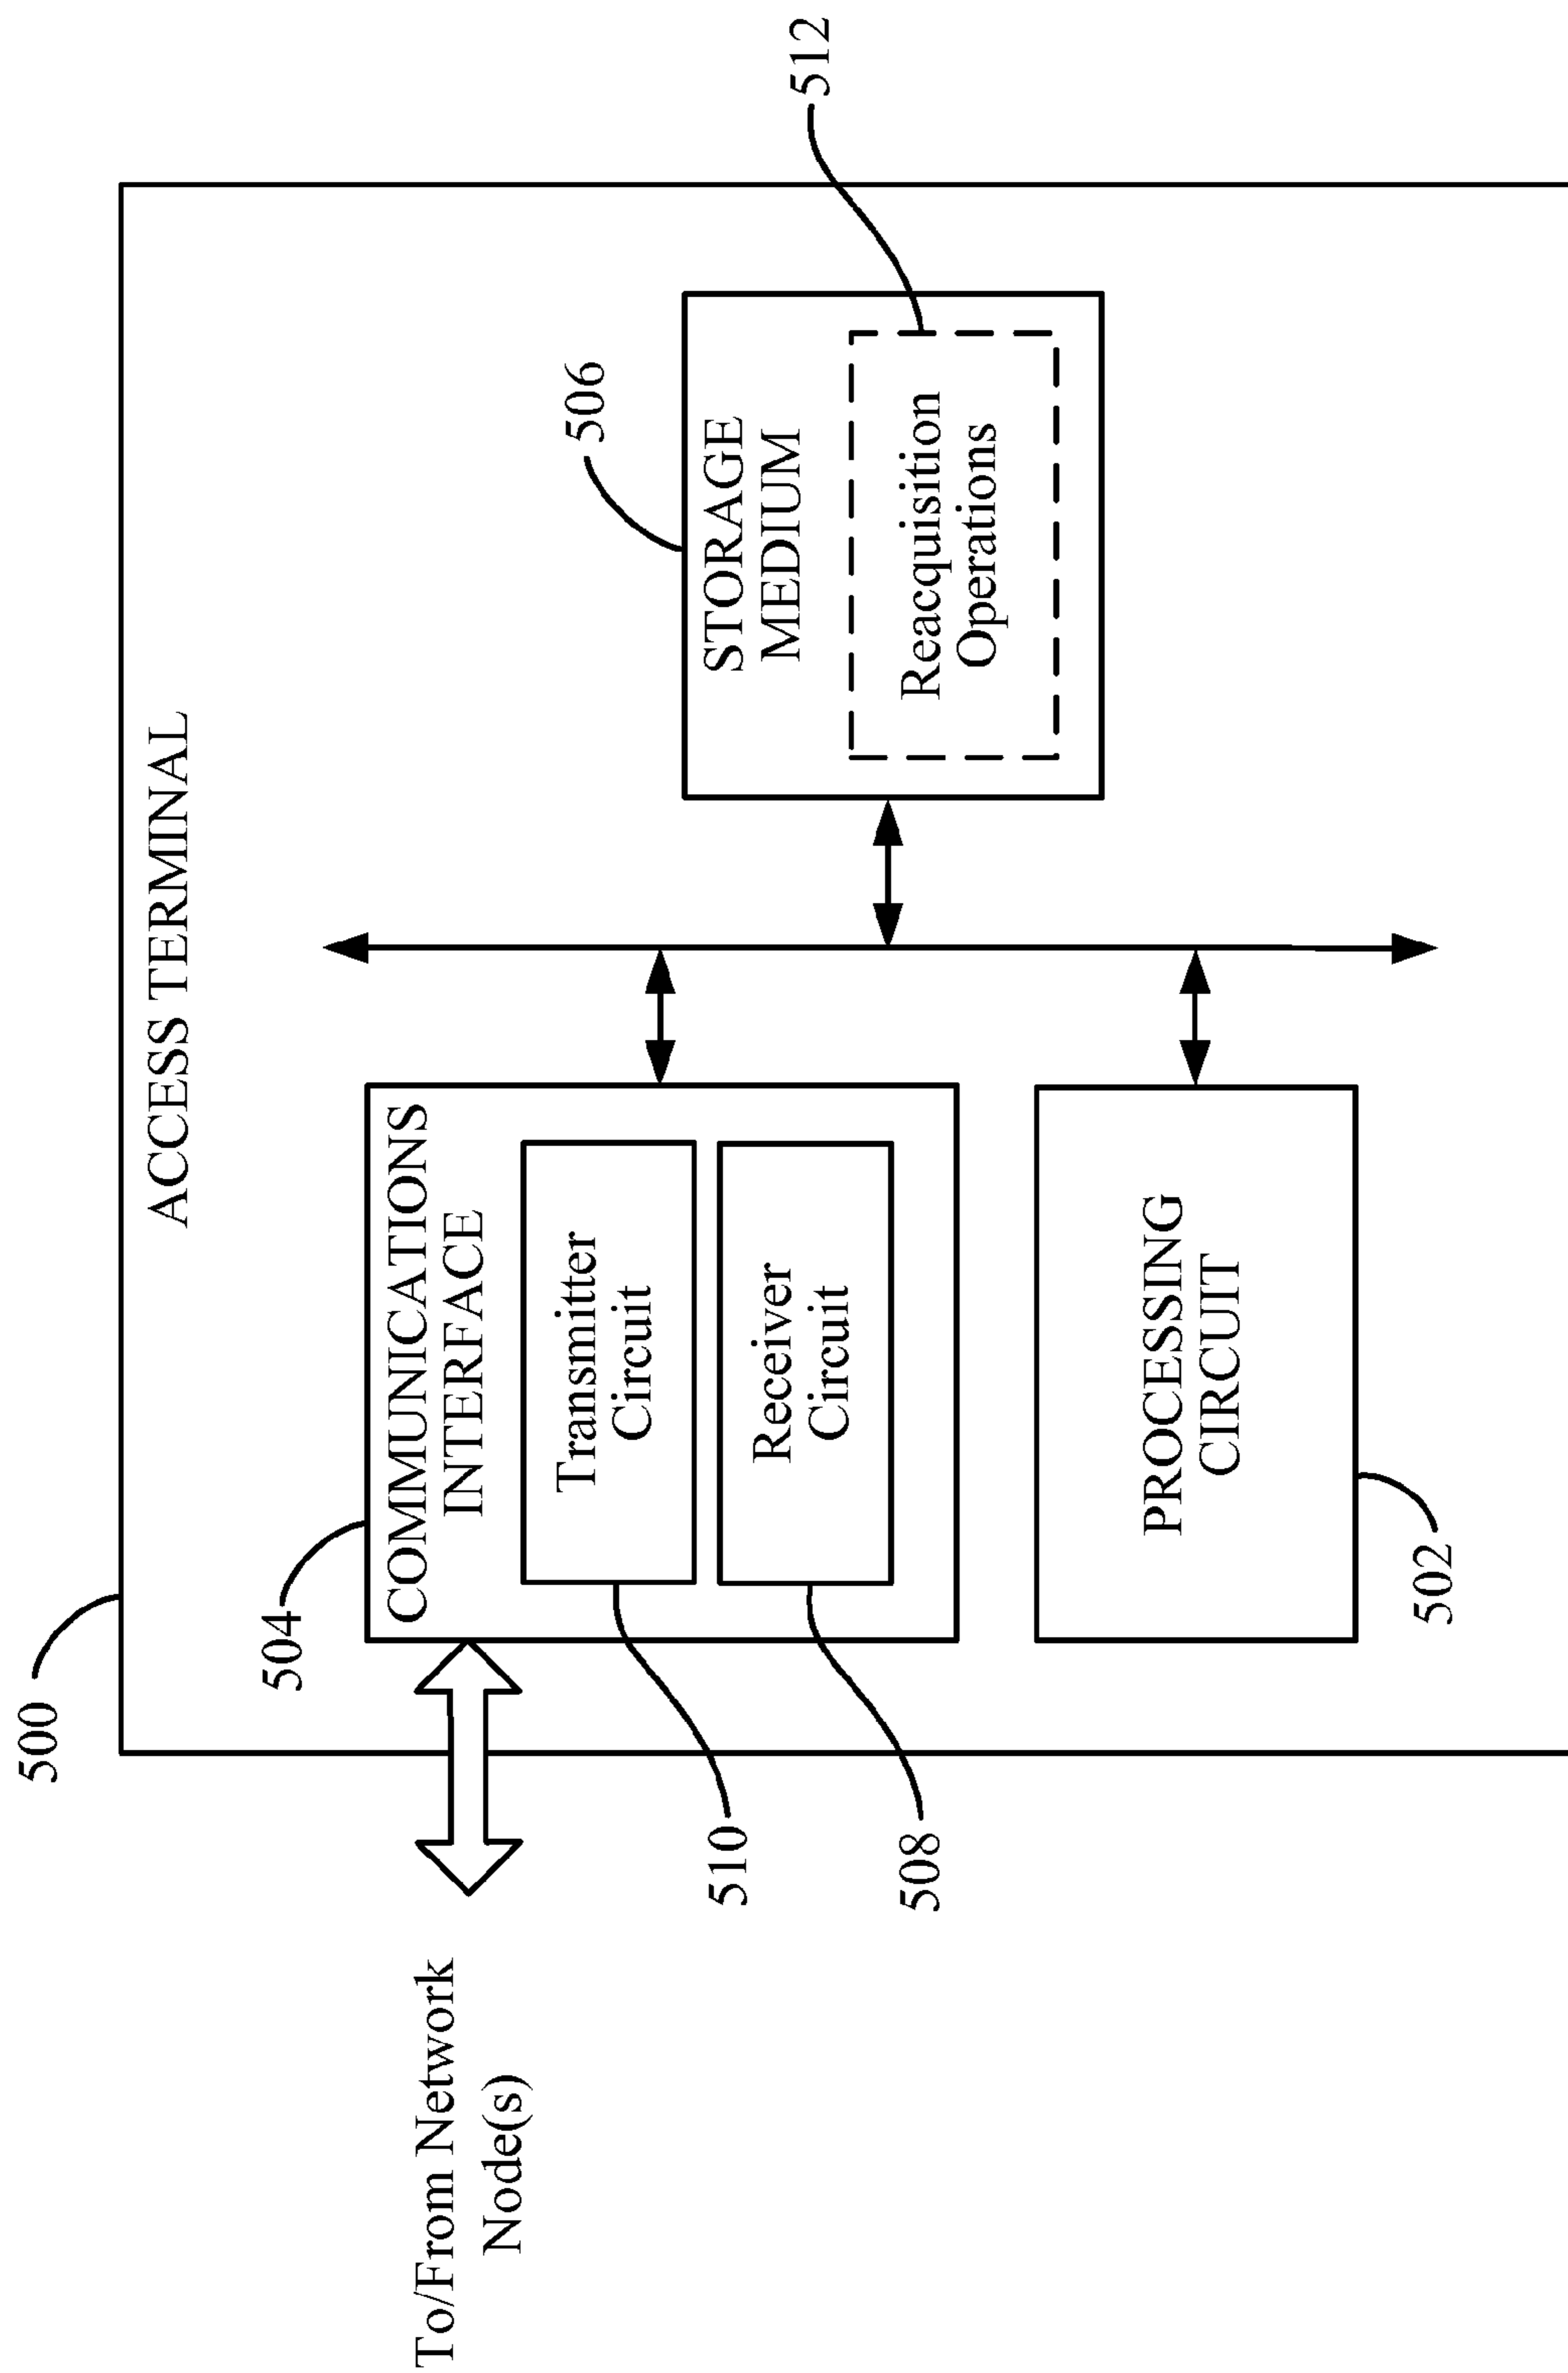 500
ACCESS TERMINAL
504
COMMUNICATIONS
INTERFACE
To/From Network
Node(s)
Transmitter
Circuit
510
Receiver
Circuit
508
PROCESSING
CIRCUIT
502
506
STORAGE
MEDIUM
Reacquisition
Operations
512